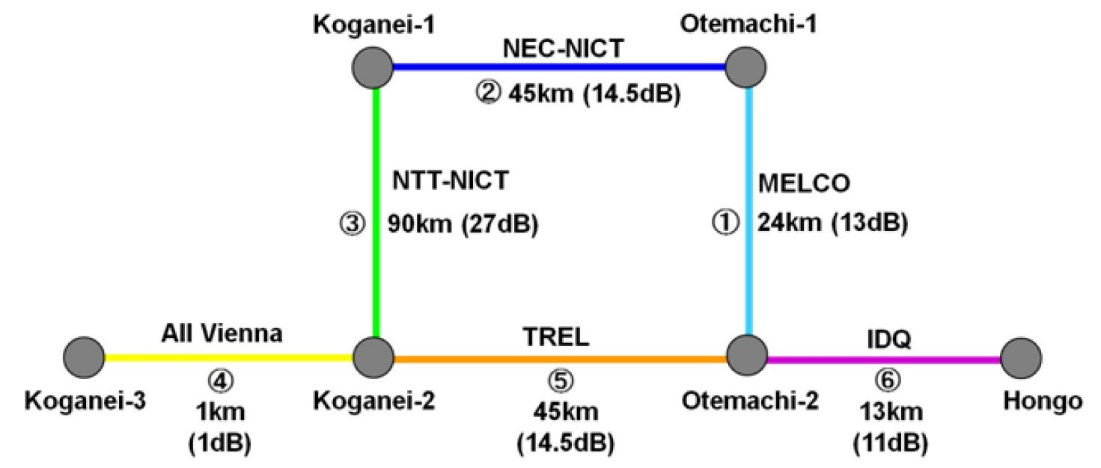 Koganei-1
Otemachi-1
NEC-NICT
② 45km (14.5dB)
NTT-NICT
③ 90km (27dB)
MELCO
① 24km (13dB)
All Vienna
TREL
IDQ
Koganei-3
④
1km
(1dB)
Koganei-2
⑤
45km
(14.5dB)
Otemachi-2
⑥
13km
(11dB)
Hongo